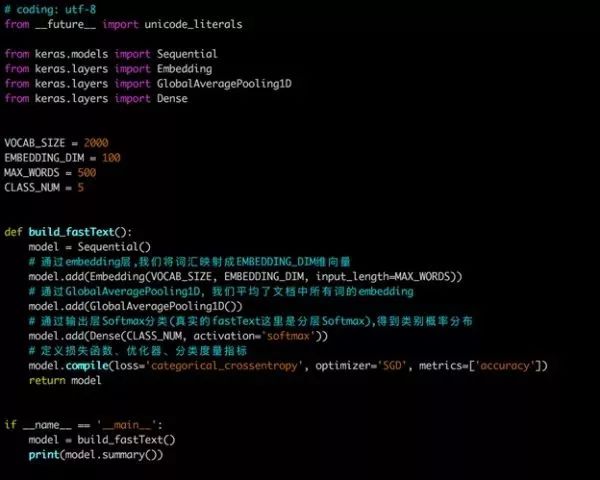 # coding: utf-8
from __future__ import unicode_literals
from keras.models import Sequential
from keras.layers import Embedding
from keras.layers import GlobalAveragePooling1D
from keras.layers import Dense
VOCAB_SIZE = 2000
EMBEDDING_DIM = 100
MAX_WORDS = 500
CLASS_NUM = 5
def build_fastText():
    model = Sequential()
    # 通过embedding层,我们将词汇映射成EMBEDDING_DIM维向量
    model.add(Embedding(VOCAB_SIZE, EMBEDDING_DIM, input_length=MAX_WORDS))
    # 通过GlobalAveragePooling1D, 我们平均了文档中所有词的embedding
    model.add(GlobalAveragePooling1D())
    # 通过输出层Softmax分类(真实的fastText这里是分层Softmax),得到类别概率分布
    model.add(Dense(CLASS_NUM, activation='softmax'))
    # 定义损失函数、优化器、分类度量指标
    model.compile(loss='categorical_crossentropy', optimizer='SGD', metrics=['accuracy'])
    return model
if __name__ == '__main__':
    model = build_fastText()
    print(model.summary())